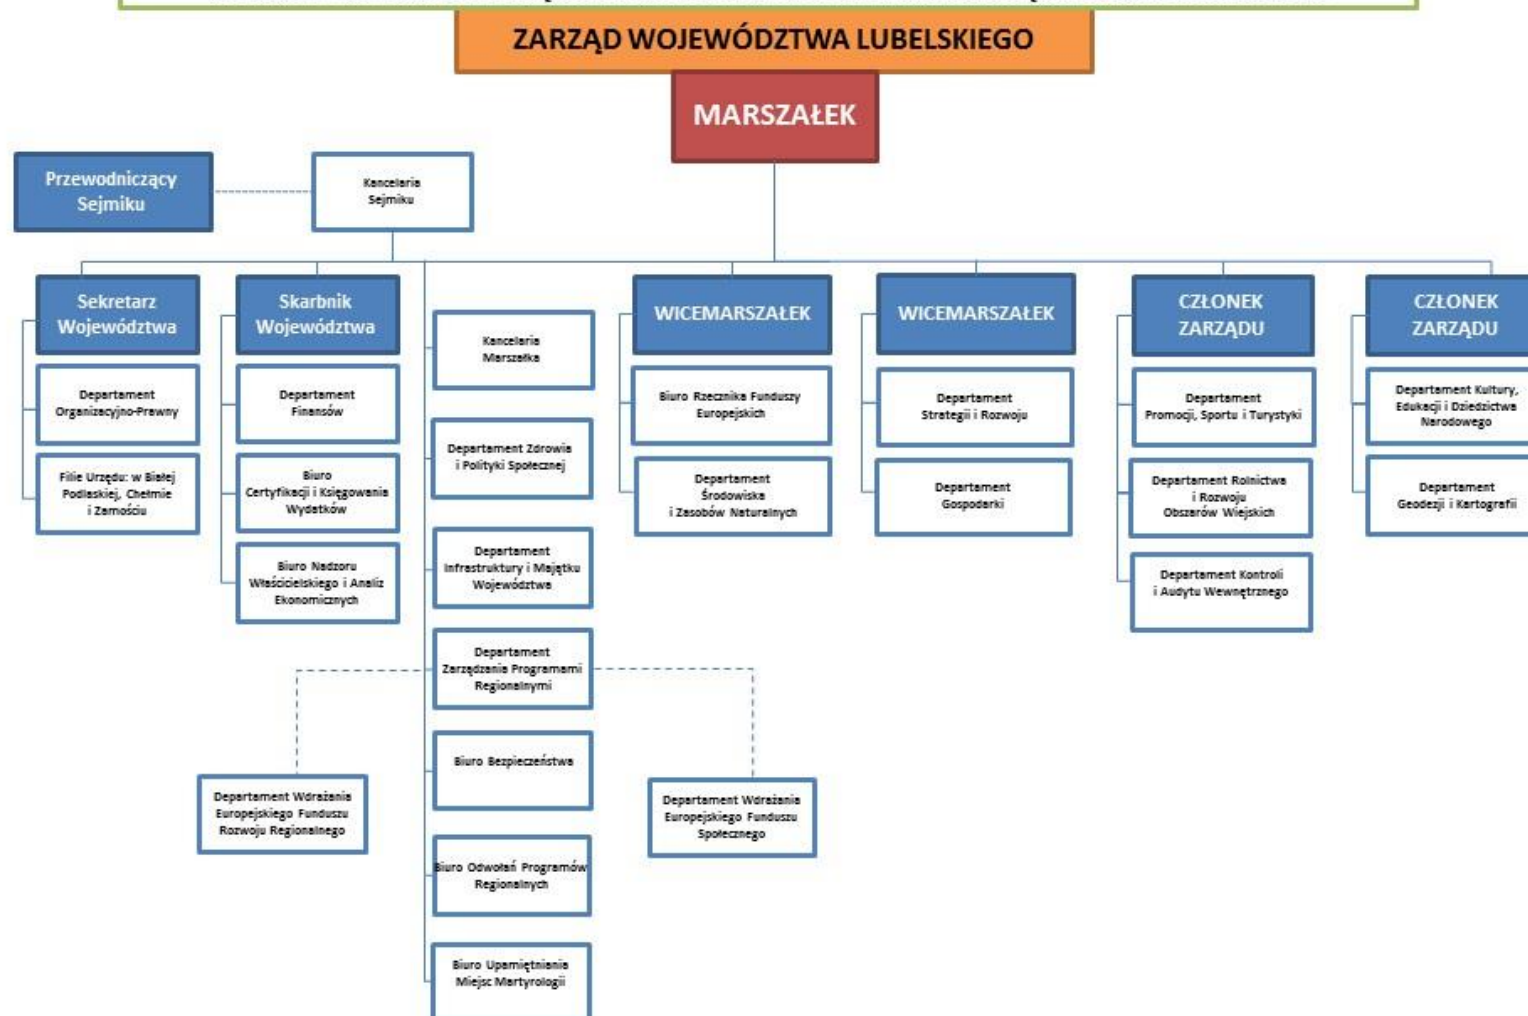 ZARZĄD WOJEWÓDZTWA LUBELSKIEGO
MARSZAŁEK
Przewodniczący
Sejmiku
Kancelaria
Sejmiku
Sekretarz
Województwa
Departament
Organizacyjno-Prawny
Filie Urzędu: w Białej
Podlaskiej, Chełmie
i Zamościu
Skarbnik
Województwa
Departament
Finansów
Biuro
Certyfikacji i Księgowania
Wydatków
Biuro Nadzoru
Właścicielskiego i Analiz
Ekonomicznych
Kancelaria
Marszałka
Departament Zdrowia
i Polityki Społecznej
Departament
Infrastruktury i Majątku
Województwa
Departament
Zarządzania Programami
Regionalnymi
Biuro Bezpieczeństwa
Biuro Odwołań Programów
Regionalnych
Biuro Upamiętniania
Miejsc Martyrologii
Departament Wdrażania
Europejskiego Funduszu
Rozwoju Regionalnego
Departament Wdrażania
Europejskiego Funduszu
Społecznego
WICEMARSZAŁEK
Biuro Rzecznika Funduszy
Europejskich
Departament
Środowiska
i Zasobów Naturalnych
WICEMARSZAŁEK
Departament
Strategii i Rozwoju
Departament
Gospodarki
CZŁONEK
ZARZĄDU
Departament
Promocji, Sportu i Turystyki
Departament Rolnictwa
i Rozwoju
Obszarów Wiejskich
Departament Kontroli
i Audytu Wewnętrznego
CZŁONEK
ZARZĄDU
Departament Kultury,
Edukacji i Dziedzictwa
Narodowego
Departament
Geodezji i Kartografii